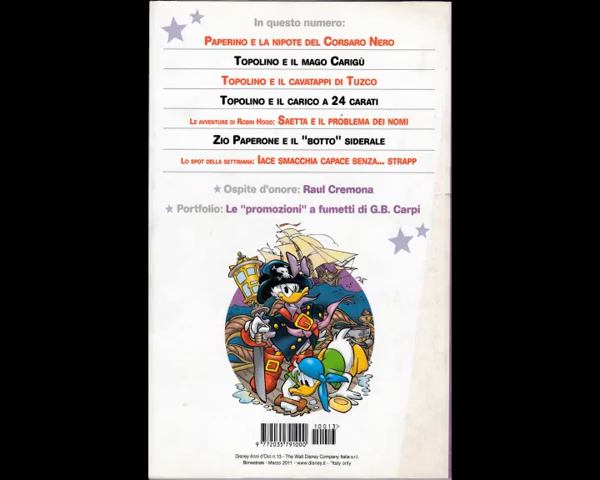 In questo numero:
Paperino e la nipote del Corsaro Nero
Topolino e il mago Carigù
Topolino e il cavatappi di Tuzco
Topolino e il carico a 24 carati
Le avventure di Robin Hood: Saetta e il problema dei nomi
Zio Paperone e il "botto" siderale
Lo spot della settimana: Iace smacchia capace senza... strapp
Ospite d'onore: Raul Cremona
Portfolio: Le "promozioni" a fumetti di G.B. Carpi
10013>
9 772035 791000
Disney Anni d'Oro n.13 - The Walt Disney Company Italia s.r.l.
Bimestrale - Marzo 2011 - www.disney.it - "Italy only